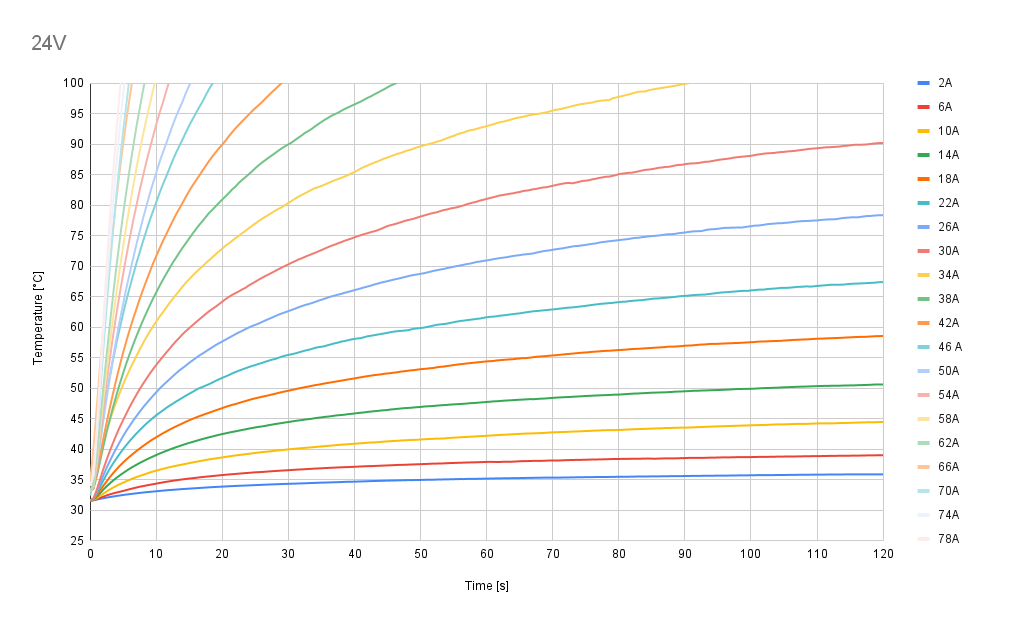 24V
Temperature [°C]
100
95
90
85
80
75
70
65
60
55
50
45
40
35
30
25
0 10 20 30 40 50 60 70 80 90 100 110 120
Time [s]
2A
6A
10A
14A
18A
22A
26A
30A
34A
38A
42A
46 A
50A
54A
58A
62A
66A
70A
74A
78A